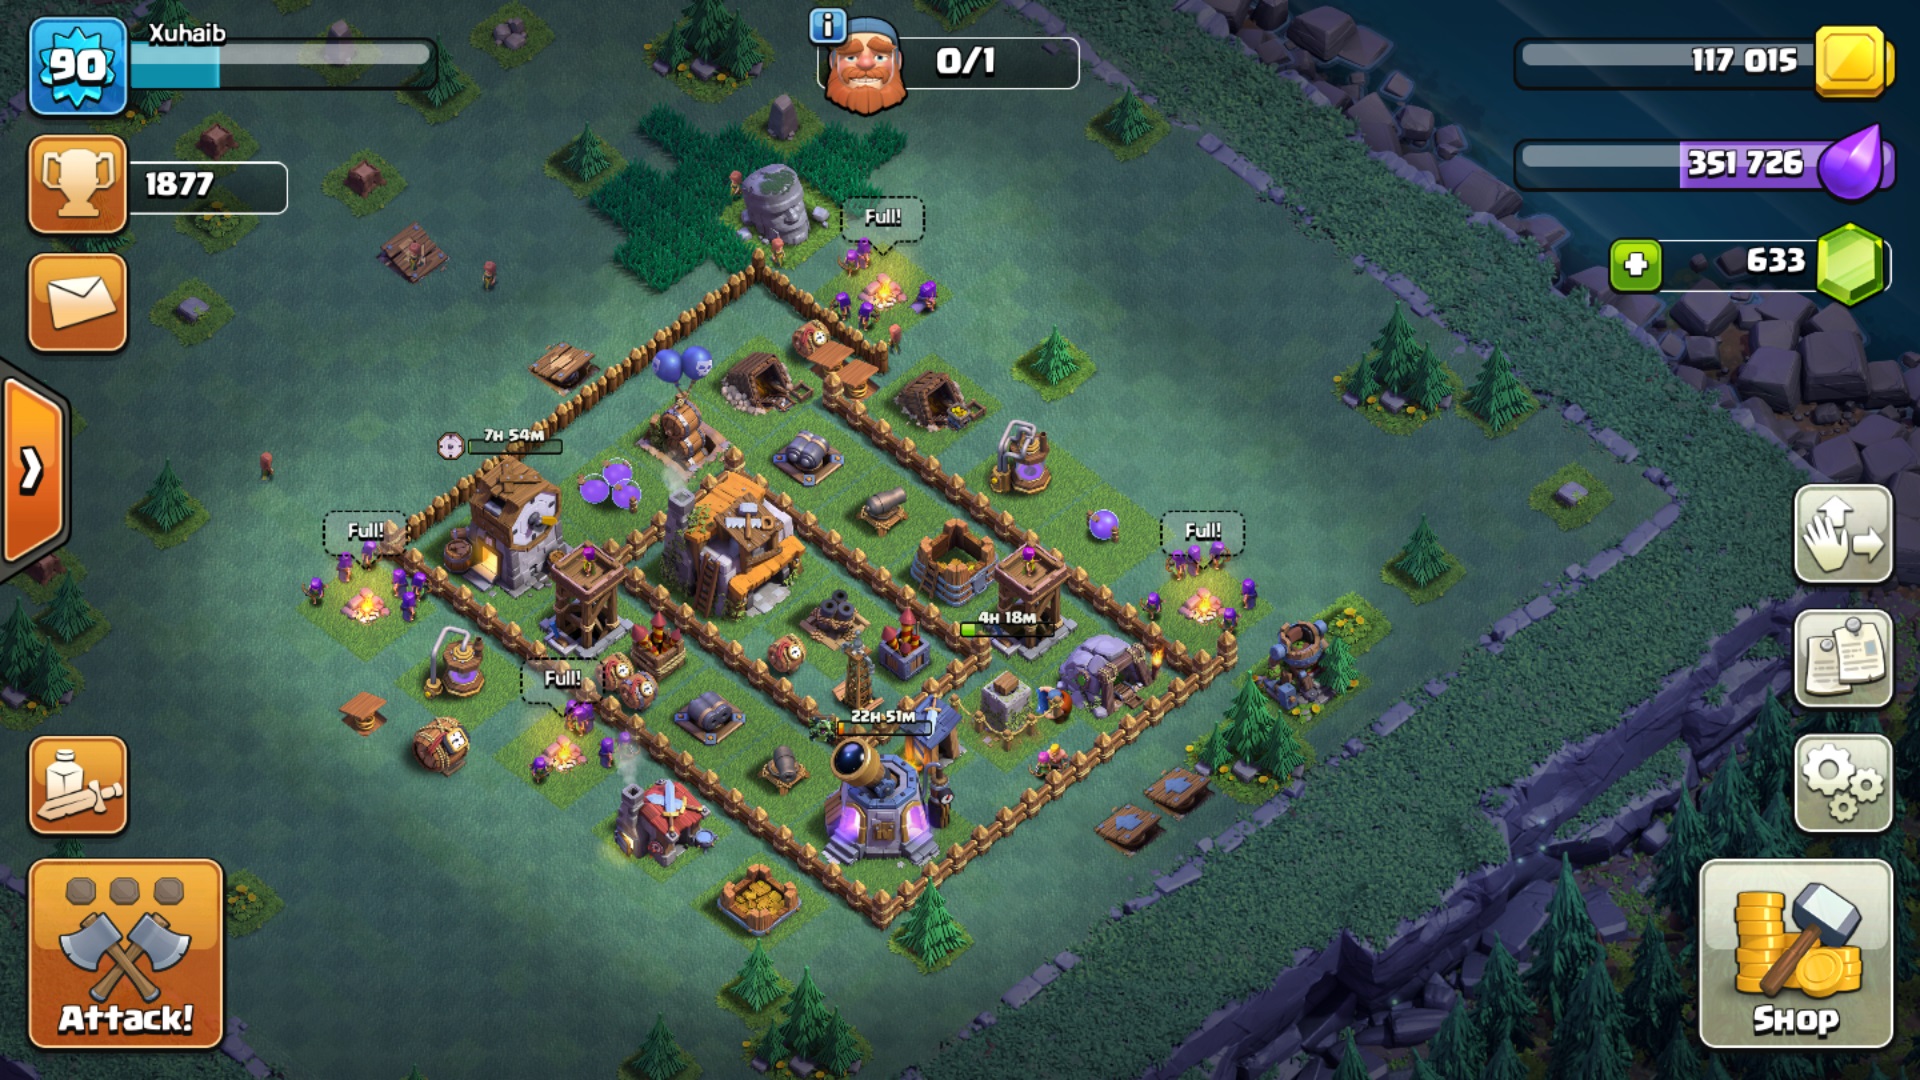 90
Xuhaib
i
0/1
117 015
1877
351 726
633
Full!
7H 54M
Full!
Full!
4H 18M
Full!
22H 51M
Attack!
Shop